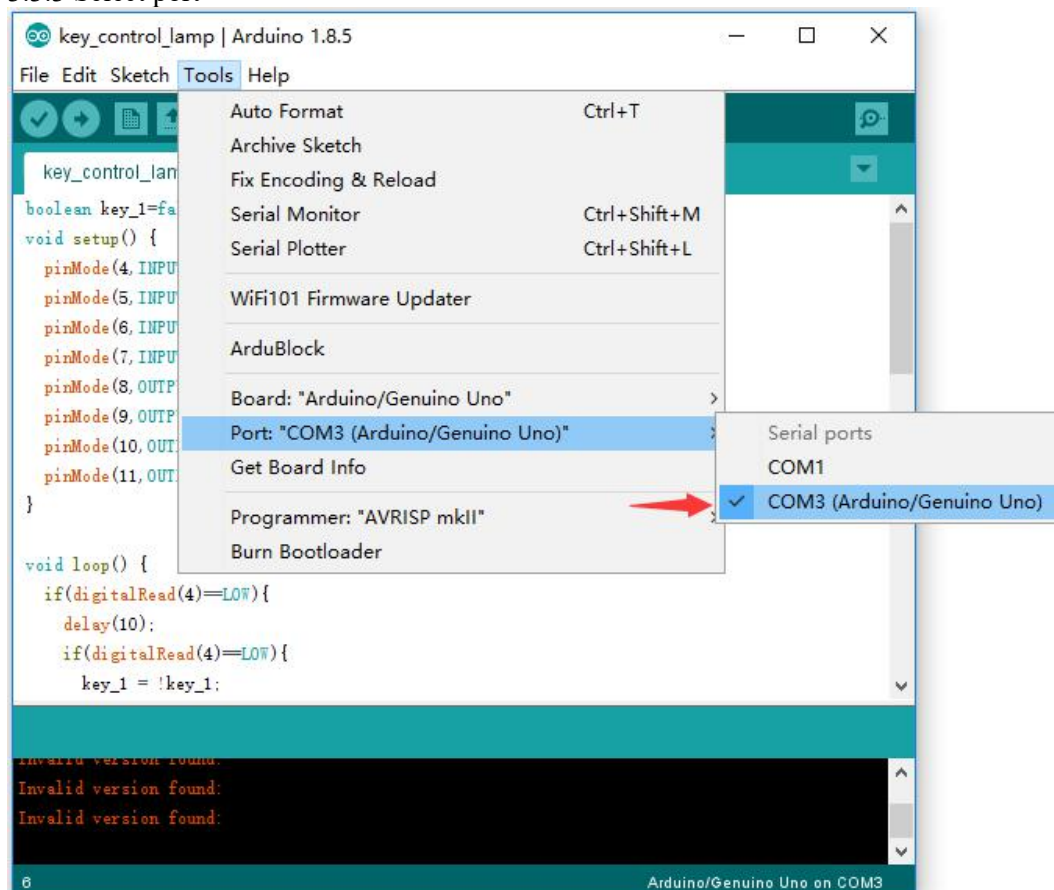 key_control_lamp | Arduino 1.8.5
File Edit Sketch Tools Help
Auto Format Ctrl+T
Archive Sketch
Fix Encoding & Reload
Serial Monitor Ctrl+Shift+M
Serial Plotter Ctrl+Shift+L
WiFi101 Firmware Updater
ArduBlock
Board: "Arduino/Genuino Uno"
Port: "COM3 (Arduino/Genuino Uno)"
Get Board Info
Programmer: "AVRISP mkII"
Burn Bootloader
Serial ports
COM1
COM3 (Arduino/Genuino Uno)
key_control_lam
boolean key_1=fa
void setup() {
pinMode(4, INPU
pinMode(5, INPU
pinMode(6, INPU
pinMode(7, INPU
pinMode(8, OUTP
pinMode(9, OUTP
pinMode(10, OUT
pinMode(11, OUT
}
void loop() {
if(digitalRead(4)==LOW){
delay(10);
if(digitalRead(4)==LOW){
key_1 = !key_1;
Invalid version found:
Invalid version found:
Invalid version found:
6 Arduino/Genuino Uno on COM3